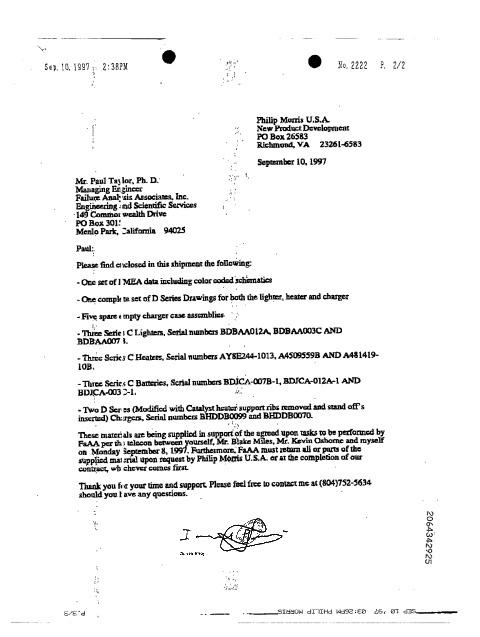 Sep. 10. 1997 2:38PM
No. 2222 P. 2/2
Philip Morris U.S.A.
New Product Development
PO Box 26583
Richmond, VA 23261-6583
September 10, 1997
Mr. Paul Taylor, Ph. D.
Managing Engineer
Failure Analysis Associates, Inc.
Engineering and Scientific Services
149 Commonwealth Drive
PO Box 301
Menlo Park, California 94025
Paul:
Please find enclosed in this shipment the following:
- One set of MEA data including color coded schematics
- One complete set of D Series Drawings for both the lighter, heater and charger
- Five spare empty charger case assemblies
- Three Series C Lighters, Serial numbers BDBAA012A, BDBAA003C AND
BDBAA007
- Three Series C Heaters, Serial numbers AY8E244-1013, A4509559B AND A481419-
10B.
- Three Series C Batteries, Serial numbers BDJCA-007B-1, BDJCA-012A-1 AND
BDJCA-003 -1.
- Two D Series (Modified with Catalyst heater support ribs removed and stand off's
inserted) Chargers, Serial numbers BHDDB0099 and BHDDB0070.
These materials are being supplied in support of the agreed upon tasks to be performed by
FaAA per the telecon between yourself, Mr. Blake Miles, Mr. Kevin Osborne and myself
on Monday September 8, 1997. Furthermore, FaAA must return all or parts of the
supplied material upon request by Philip Morris U.S.A. or at the completion of our
contract, whichever comes first.
Thank you for your time and support. Please feel free to contact me at (804)752-5634
should you have any questions.
2064342925
SEP 10 '97 03:26PM PHILIP MORRIS
P.3/3